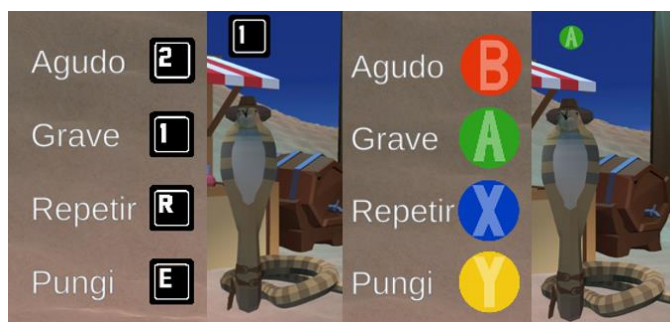 Agudo 2
Grave 1
Repetir R
Pungi E
1
Agudo B
Grave A
Repetir X
Pungi Y
A